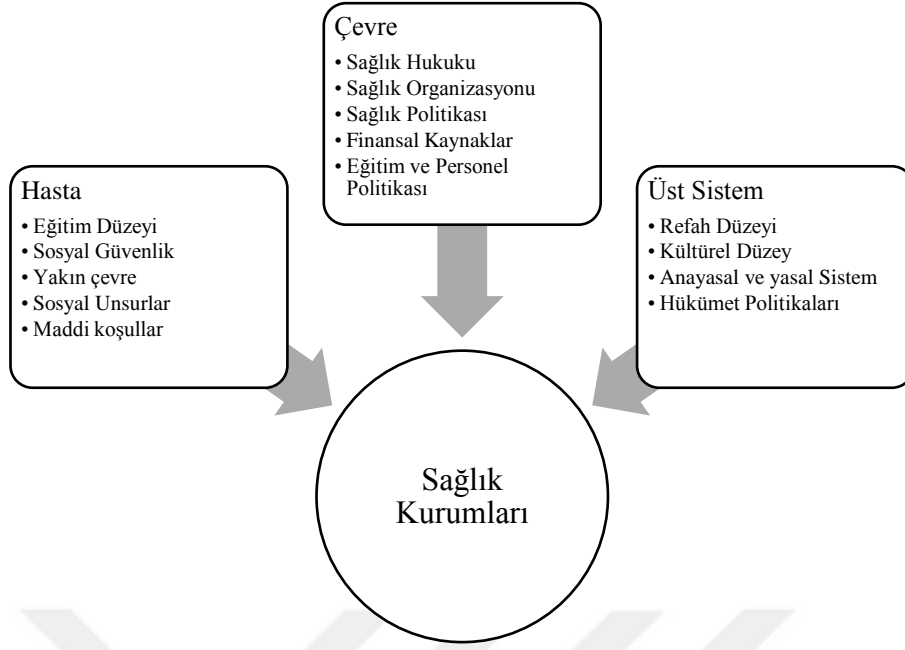 Çevre
• Sağlık Hukuku
• Sağlık Organizasyonu
• Sağlık Politikası
• Finansal Kaynaklar
• Eğitim ve Personel
Politikası
Hasta
• Eğitim Düzeyi
• Sosyal Güvenlik
• Yakın çevre
• Sosyal Unsurlar
• Maddi koşullar
Üst Sistem
• Refah Düzeyi
• Kültürel Düzey
• Anayasal ve yasal Sistem
• Hükümet Politikaları
Sağlık
Kurumları